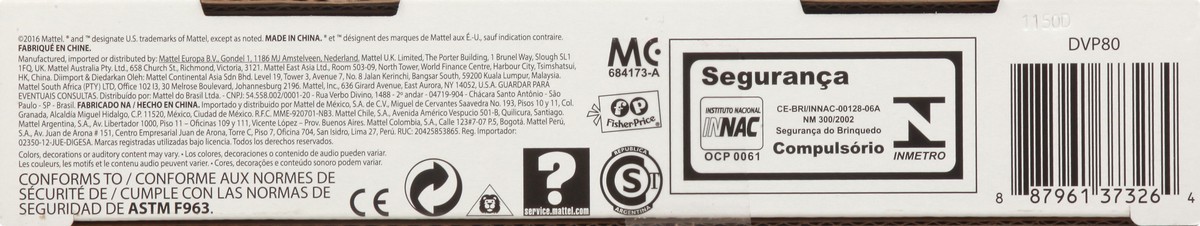 ©2016 Mattel. ® and ™ designate U.S. trademarks of Mattel, except as noted. MADE IN CHINA. ® et ™ désignent des marques de Mattel aux É.-U., sauf indication contraire.
FABRIQUÉ EN CHINE.
Manufactured, imported or distributed by: Mattel Europa B.V., Gondel 1, 1186 MJ Amstelveen, Nederland. Mattel U.K. Limited, The Porter Building, 1 Brunel Way, Slough SL1
1FQ, UK. Mattel Australia Pty. Ltd., 658 Church St., Richmond, Victoria, 3121. Mattel East Asia Ltd., Room 503-09, North Tower, World Finance Centre, Harbour City, Tsimshatsui,
HK, China. Diimport & Diedarkan Oleh: Mattel Continental Asia Sdn Bhd. Level 19, Tower 3, Avenue 7, No. 8 Jalan Kerinchi, Bangsar South, 59200 Kuala Lumpur, Malaysia.
Mattel South Africa (PTY) LTD, Office 102 I3, 30 Melrose Boulevard, Johannesburg 2196. Mattel, Inc., 636 Girard Avenue, East Aurora, NY 14052, U.S.A. GUARDAR PARA
EVENTUAIS CONSULTAS. Distribuido por: Mattel do Brasil Ltda. - CNPJ: 54.558.002/0001-20 - Rua Verbo Divino, 1488 - 2º andar - 04719-904 - Chácara Santo Antônio - São
Paulo - SP - Brasil. FABRICADO NA / HECHO EN CHINA. Importado y distribuido por Mattel de México, S.A. de C.V., Miguel de Cervantes Saavedra No. 193, Pisos 10 y 11, Col.
Granada, Alcaldía Miguel Hidalgo, C.P. 11520, México, Ciudad de México. R.F.C. MME-920701-NB3. Mattel Chile, S.A., Avenida Américo Vespucio 501-B, Quilicura, Santiago.
Mattel Argentina, S.A., Av. Libertador 1000, Piso 11 – Oficinas 109 y 111, Vicente López – Prov. Buenos Aires. Mattel Colombia, S.A., Calle 123#7-07 P.5, Bogotá. Mattel Perú,
S.A., Av. Juan de Arona # 151, Centro Empresarial Juan de Arona, Torre C, Piso 7, Oficina 704, San Isidro, Lima 27, Perú. RUC: 20425853865. Reg. Importador:
02350-12-JUE-DIGESA. Marcas registradas utilizadas bajo licencia. Todos los derechos reservados.
Colors, decorations or auditory content may vary. • Los colores, decoraciones o contenido de audio pueden variar.
Les couleurs, les motifs et le contenu audio peuvent varier. • Cores, decorações e conteúdo sonoro podem variar.
CONFORMS TO / CONFORME AUX NORMES DE
SÉCURITÉ DE / CUMPLE CON LAS NORMAS DE
SEGURIDAD DE ASTM F963.
CE
?
service.mattel.com
MC
684173-A
FP
Fisher-Price
REPÚBLICA
S
ARGENTINA
Segurança
INSTITUTO NACIONAL
INNAC
OCP 0061
CE-BRI/INNAC-00128-06A
NM 300/2002
Segurança do Brinquedo
Compulsório
INMETRO
1150D
DVP80
8 87961 37326 4